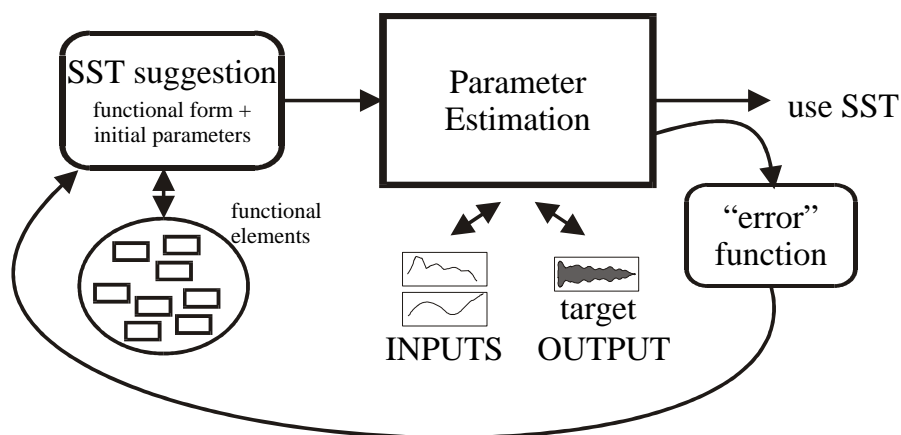 SST suggestion
functional form +
initial parameters
Parameter
Estimation
use SST
functional
elements
“error”
function
INPUTS
target
OUTPUT